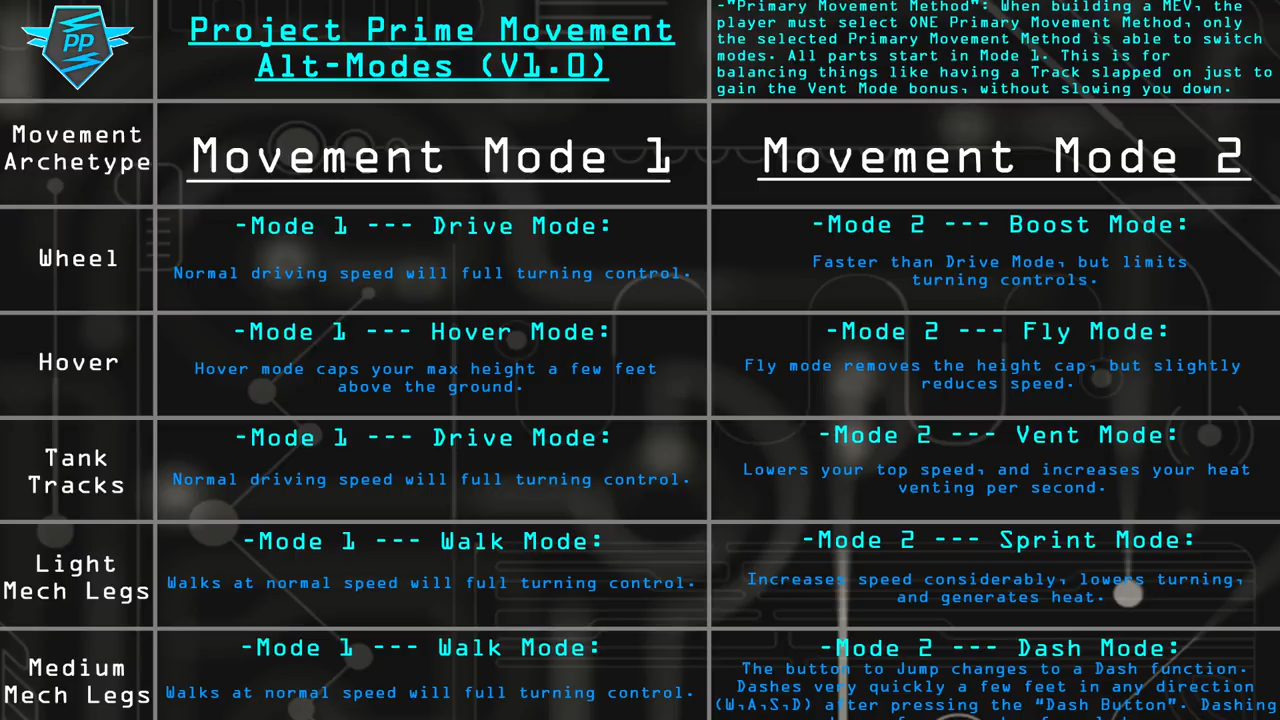 PP
Project Prime Movement
Alt-Modes (V1.0)
-"Primary Movement Method": When building a MEV, the
player must select ONE Primary Movement Method, only
the selected Primary Movement Method is able to switch
modes. All parts start in Mode 1. This is for
balancing things like having a Track slapped on just to
gain the Vent Mode bonus, without slowing you down.
Movement
Archetype
Movement Mode 1
Movement Mode 2
Wheel
-Mode 1 --- Drive Mode:
Normal driving speed will full turning control.
-Mode 2 --- Boost Mode:
Faster than Drive Mode, but limits
turning controls.
Hover
-Mode 1 --- Hover Mode:
Hover mode caps your max height a few feet
above the ground.
-Mode 2 --- Fly Mode:
Fly mode removes the height cap, but slightly
reduces speed.
Tank
Tracks
-Mode 1 --- Drive Mode:
Normal driving speed will full turning control.
-Mode 2 --- Vent Mode:
Lowers your top speed, and increases your heat
venting per second.
Light
Mech Legs
-Mode 1 --- Walk Mode:
Walks at normal speed will full turning control.
-Mode 2 --- Sprint Mode:
Increases speed considerably, lowers turning,
and generates heat.
Medium
Mech Legs
-Mode 1 --- Walk Mode:
Walks at normal speed will full turning control.
-Mode 2 --- Dash Mode:
The button to Jump changes to a Dash function.
Dashes very quickly a few feet in any direction
(W,A,S,D) after pressing the "Dash Button". Dashing